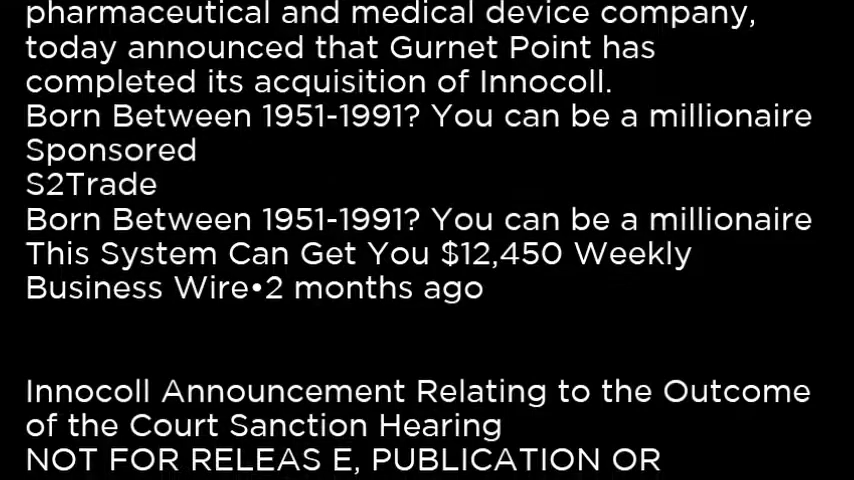 pharmaceutical and medical device company,
today announced that Gurnet Point has
completed its acquisition of Innocoll.
Born Between 1951-1991? You can be a millionaire
Sponsored
S2Trade
Born Between 1951-1991? You can be a millionaire
This System Can Get You $12,450 Weekly
Business Wire•2 months ago
Innocoll Announcement Relating to the Outcome
of the Court Sanction Hearing
NOT FOR RELEAS E, PUBLICATION OR